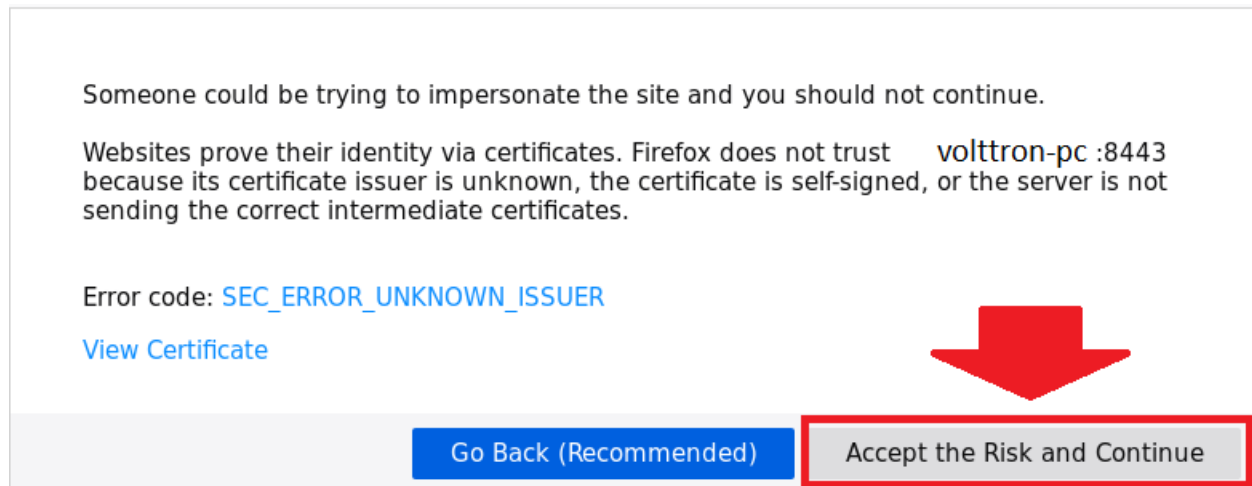 Someone could be trying to impersonate the site and you should not continue.
Websites prove their identity via certificates. Firefox does not trust volttron-pc :8443
because its certificate issuer is unknown, the certificate is self-signed, or the server is not
sending the correct intermediate certificates.
Error code: SEC_ERROR_UNKNOWN_ISSUER
View Certificate
Go Back (Recommended) Accept the Risk and Continue